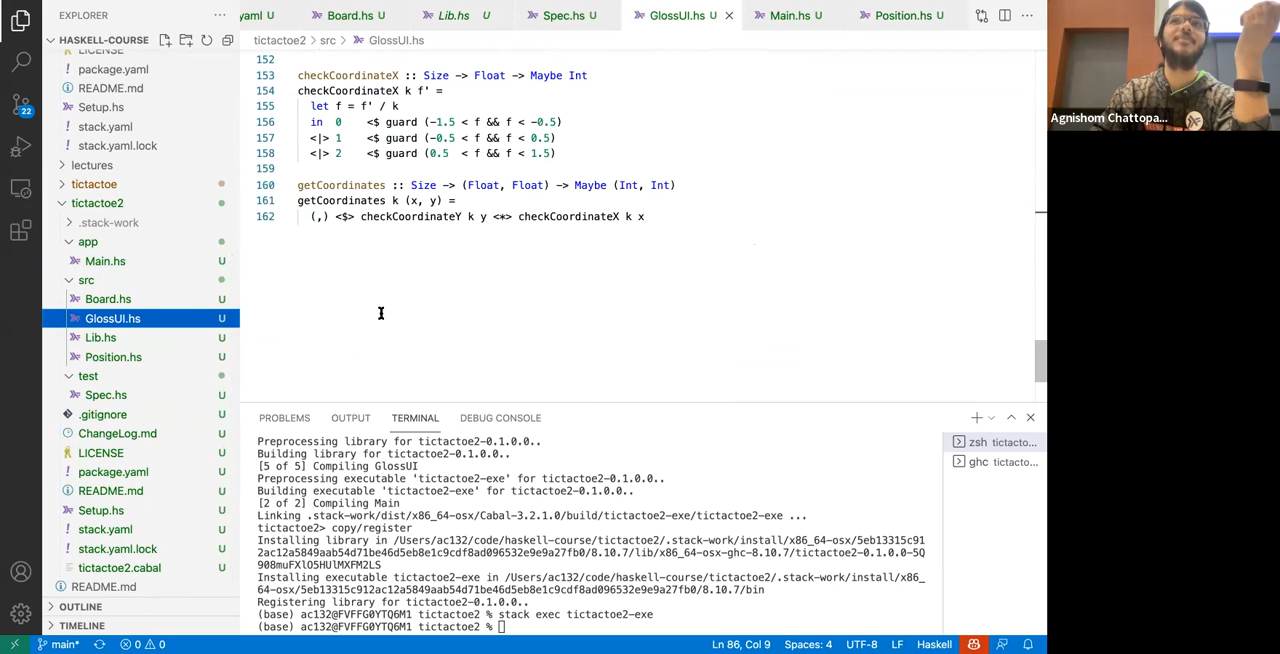 EXPLORER
···
yaml U
Board.hs U
Lib.hs U
Spec.hs U
GlossUI.hs U
Main.hs U
Position.hs U
···
HASKELL-COURSE
tictactoe2 > src > GlossUI.hs
LICENSE
package.yaml
README.md
Setup.hs
stack.yaml
stack.yaml.lock
lectures
tictactoe
tictactoe2
.stack-work
app
Main.hs U
src
Board.hs U
GlossUI.hs U
Lib.hs U
Position.hs U
test
Spec.hs U
.gitignore U
ChangeLog.md U
LICENSE U
package.yaml U
README.md U
Setup.hs U
stack.yaml U
stack.yaml.lock U
tictactoe2.cabal U
README.md
OUTLINE
TIMELINE
22
152
153 checkCoordinateX :: Size -> Float -> Maybe Int
154 checkCoordinateX k f' =
155 let f = f' / k
156 in 0 <$ guard (-1.5 < f && f < -0.5)
157 <|> 1 <$ guard (-0.5 < f && f < 0.5)
158 <|> 2 <$ guard (0.5 < f && f < 1.5)
159
160 getCoordinates :: Size -> (Float, Float) -> Maybe (Int, Int)
161 getCoordinates k (x, y) =
162 (,) <$> checkCoordinateY k y <*> checkCoordinateX k x
PROBLEMS OUTPUT TERMINAL DEBUG CONSOLE
Preprocessing library for tictactoe2-0.1.0.0..
Building library for tictactoe2-0.1.0.0..
[5 of 5] Compiling GlossUI
Preprocessing executable 'tictactoe2-exe' for tictactoe2-0.1.0.0..
Building executable 'tictactoe2-exe' for tictactoe2-0.1.0.0..
[2 of 2] Compiling Main
Linking .stack-work/dist/x86_64-osx/Cabal-3.2.1.0/build/tictactoe2-exe/tictactoe2-exe ...
tictactoe2> copy/register
Installing library in /Users/ac132/code/haskell-course/tictactoe2/.stack-work/install/x86_64-osx/5eb13315c91
2ac12a5849aab54d71be46d5eb8e1c9cdf8ad096532e9e9a27fb0/8.10.7/lib/x86_64-osx-ghc-8.10.7/tictactoe2-0.1.0.0-5Q
908muFXlO5HUlMXFM2LS
Installing executable tictactoe2-exe in /Users/ac132/code/haskell-course/tictactoe2/.stack-work/install/x86_
64-osx/5eb13315c912ac12a5849aab54d71be46d5eb8e1c9cdf8ad096532e9e9a27fb0/8.10.7/bin
Registering library for tictactoe2-0.1.0.0..
(base) ac132@FVFFG0YTQ6M1 tictactoe2 % stack exec tictactoe2-exe
(base) ac132@FVFFG0YTQ6M1 tictactoe2 %
zsh tictacto...
ghc tictacto...
main* 0 0 Ln 86, Col 9 Spaces: 4 UTF-8 LF Haskell
Agnishom Chattopa...